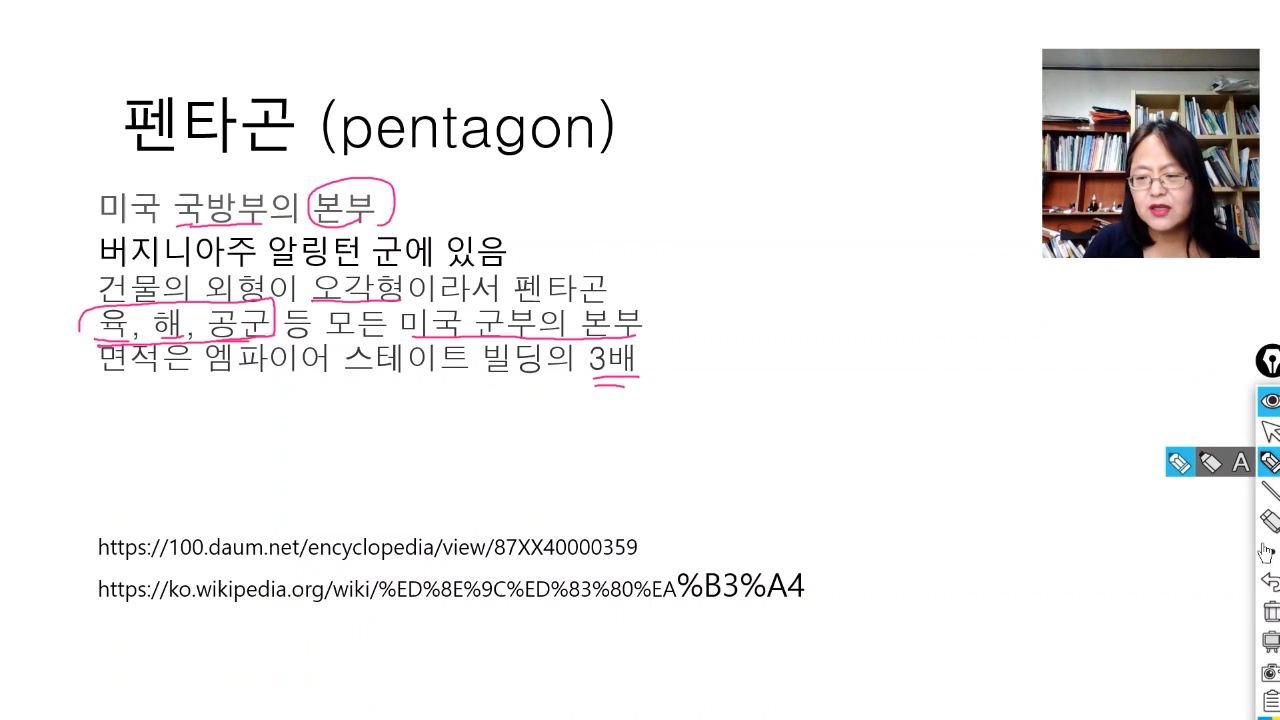 펜타곤 (pentagon)
미국 국방부의 본부
버지니아주 알링턴 군에 있음
건물의 외형이 오각형이라서 펜타곤
육, 해, 공군 등 모든 미국 군부의 본부
면적은 엠파이어 스테이트 빌딩의 3배
A
https://100.daum.net/encyclopedia/view/87XX40000359
https://ko.wikipedia.org/wiki/%ED%8E%9C%ED%83%80%EA%B3%A4